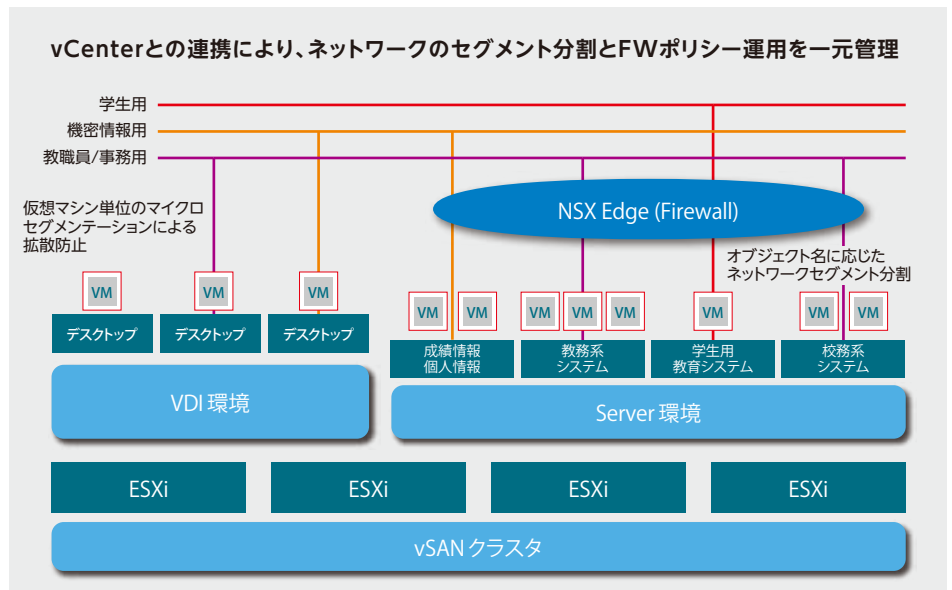 vCenterとの連携により、ネットワークのセグメント分割とFWポリシー運用を一元管理
学生用
機密情報用
教職員/事務用
仮想マシン単位のマイクロ
セグメンテーションによる
拡散防止
NSX Edge (Firewall)
オブジェクト名に応じた
ネットワークセグメント分割
VM
VM
VM
VM
VM
VM
VM
VM
VM
VM
VM
デスクトップ
デスクトップ
デスクトップ
成績情報
個人情報
教務系
システム
学生用
教育システム
校務系
システム
VDI 環境
Server 環境
ESXi
ESXi
ESXi
ESXi
vSAN クラスタ